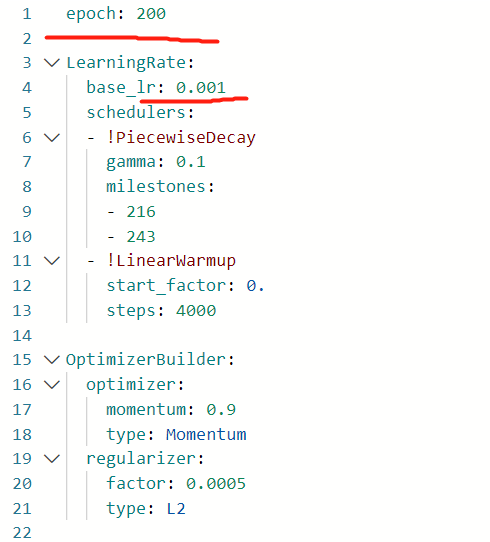 1 epoch: 200
2
3 LearningRate:
4 base_lr: 0.001
5 schedulers:
6 - !PiecewiseDecay
7 gamma: 0.1
8 milestones:
9 - 216
10 - 243
11 - !LinearWarmup
12 start_factor: 0.
13 steps: 4000
14
15 OptimizerBuilder:
16 optimizer:
17 momentum: 0.9
18 type: Momentum
19 regularizer:
20 factor: 0.0005
21 type: L2
22